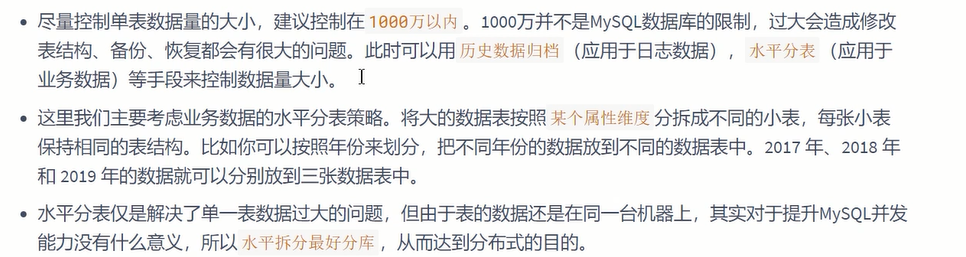 尽量控制单表数据量的大小，建议控制在 1000万以内 。1000万并不是MySQL数据库的限制，过大会造成修改
表结构、备份、恢复都会有很大的问题。此时可以用 历史数据归档 （应用于日志数据）， 水平分表 （应用于
业务数据）等手段来控制数据量大小。
这里我们主要考虑业务数据的水平分表策略。将大的数据表按照 某个属性维度 分拆成不同的小表，每张小表
保持相同的表结构。比如你可以按照年份来划分，把不同年份的数据放到不同的数据表中。2017 年、2018 年
和 2019 年的数据就可以分别放到三张数据表中。
水平分表仅是解决了单一表数据过大的问题，但由于表的数据还是在同一台机器上，其实对于提升MySQL并发
能力没有什么意义，所以 水平拆分最好分库 ，从而达到分布式的目的。